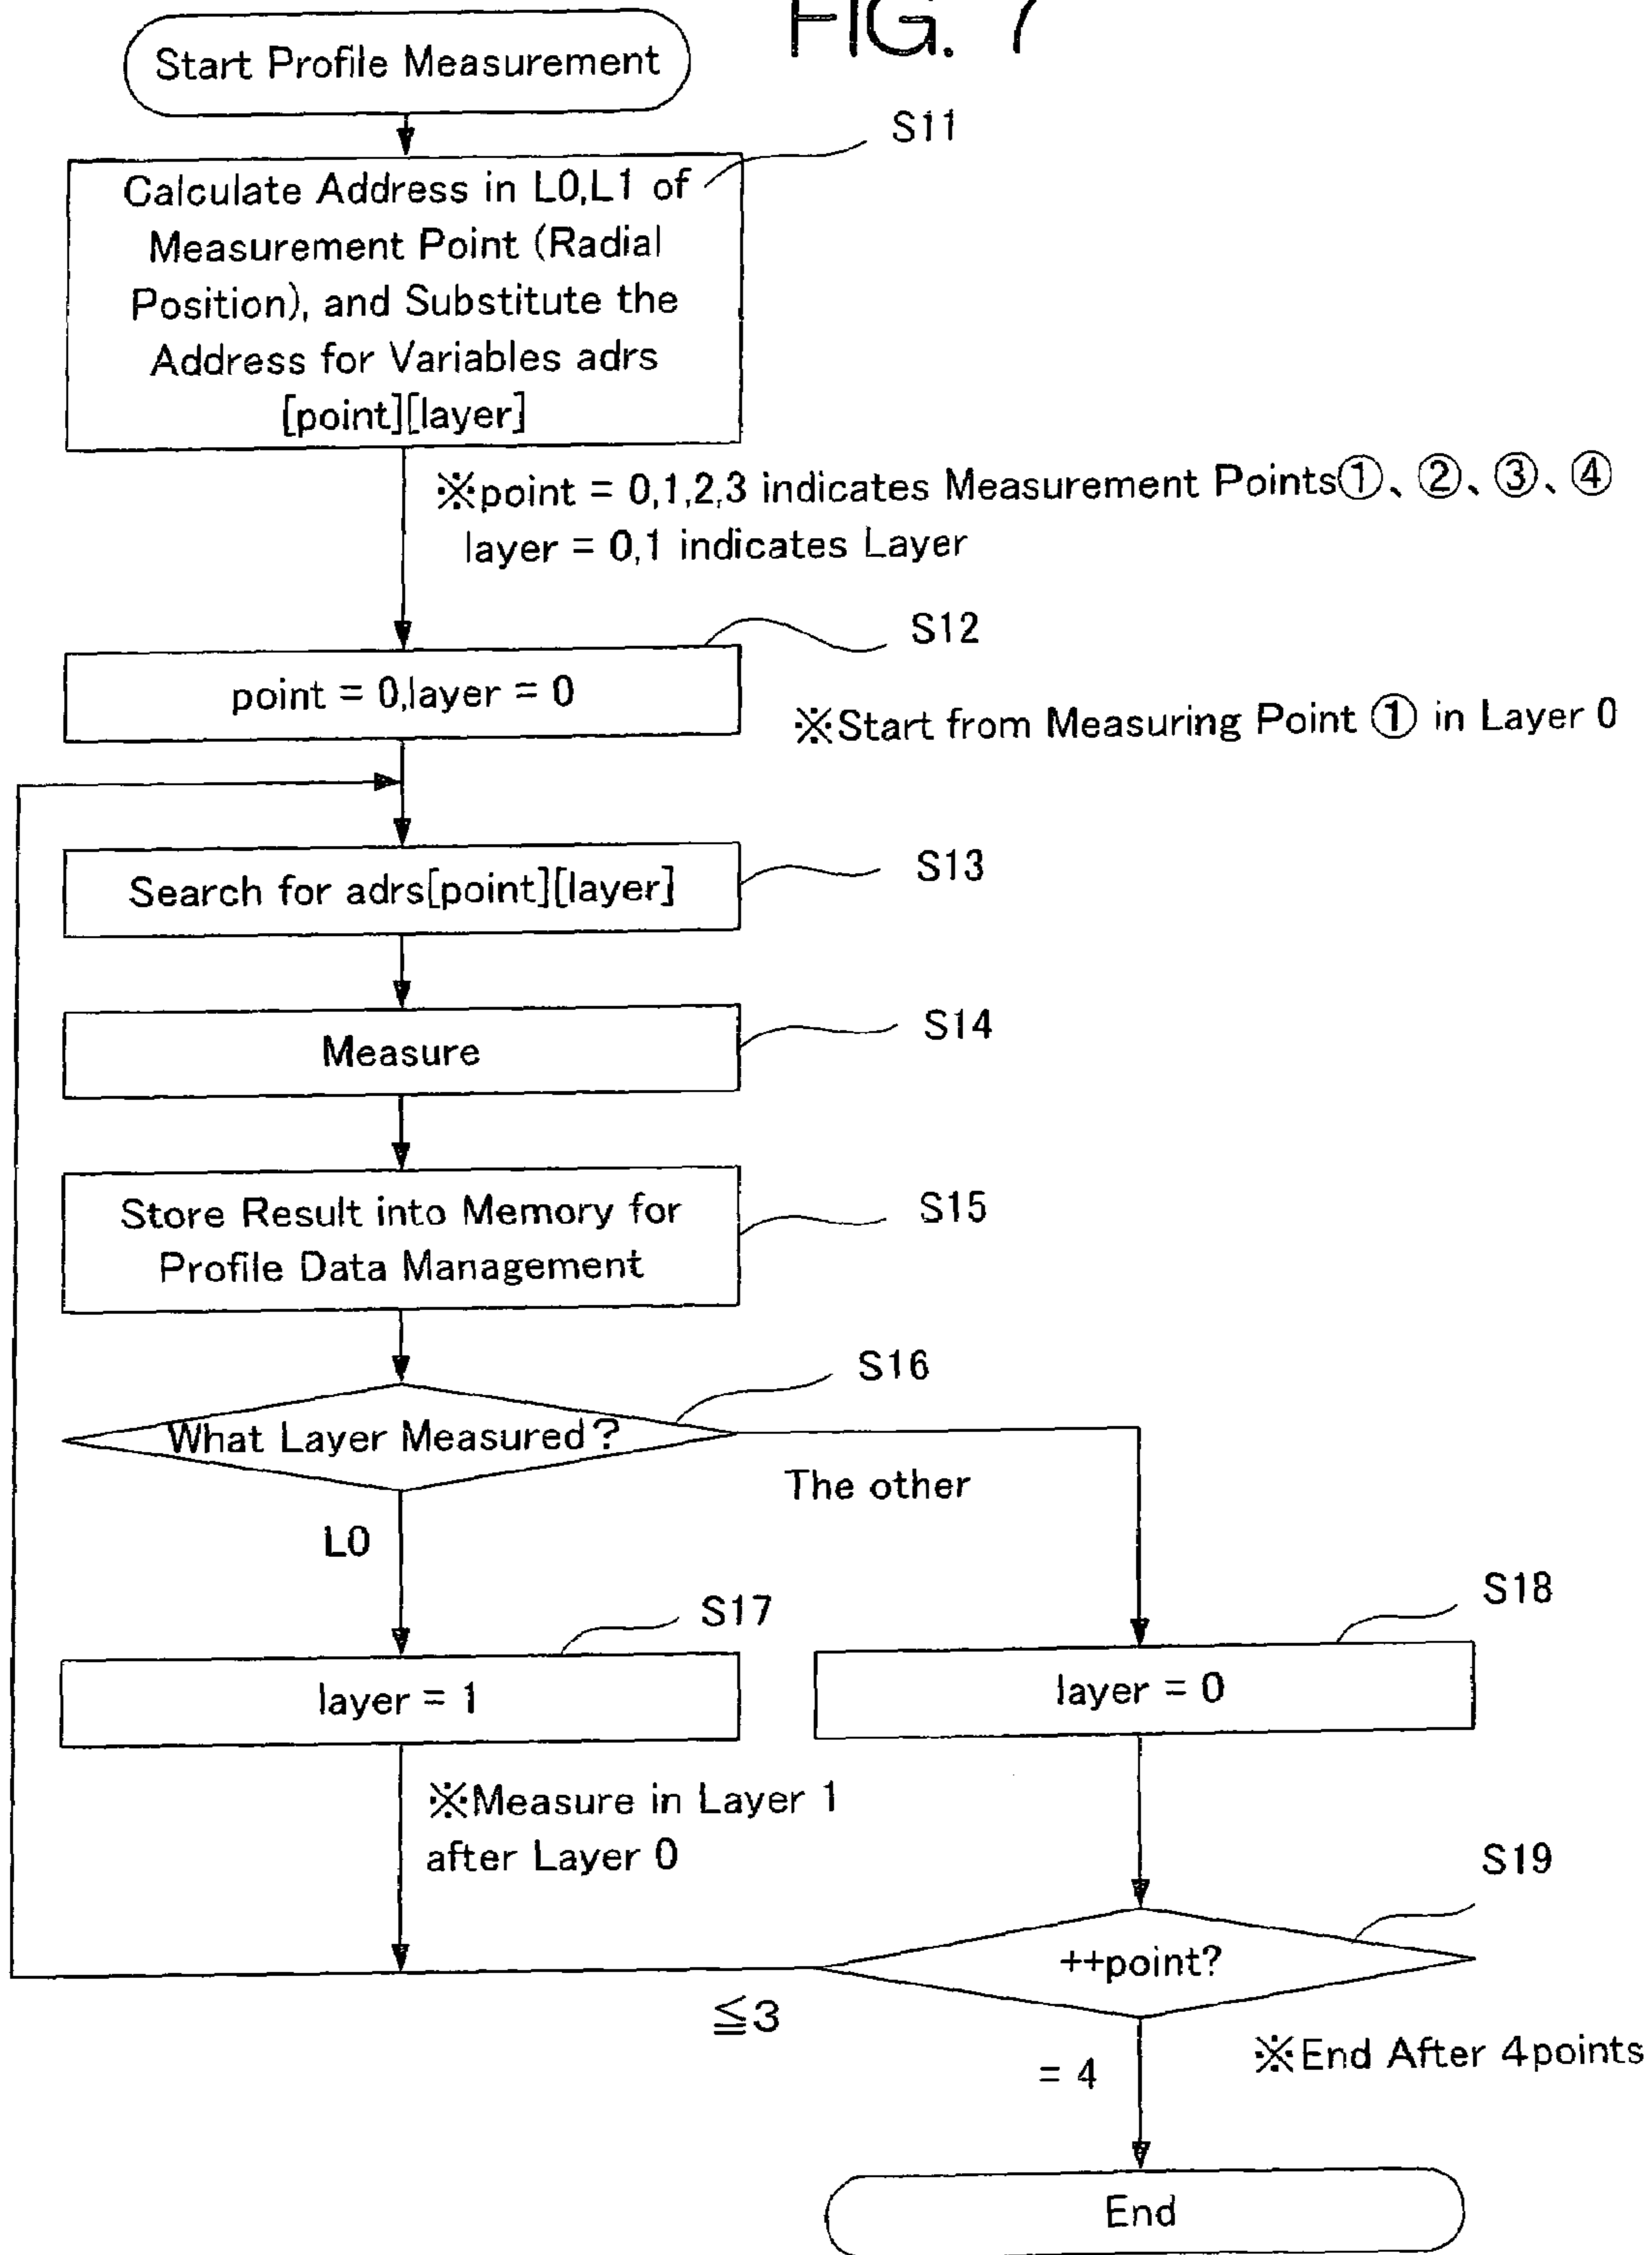 FIG. 7
Start Profile Measurement
S11
Calculate Address in L0,L1 of
Measurement Point (Radial
Position), and Substitute the
Address for Variables adrs
[point][layer]
※point = 0,1,2,3 indicates Measurement Points①、②、③、④
layer = 0,1 indicates Layer
S12
point = 0,layer = 0
※Start from Measuring Point ① in Layer 0
S13
Search for adrs[point][layer]
S14
Measure
S15
Store Result into Memory for
Profile Data Management
S16
What Layer Measured?
The other
L0
S17
layer = 1
S18
layer = 0
※Measure in Layer 1
after Layer 0
S19
++point?
≦3
= 4
※End After 4points
End